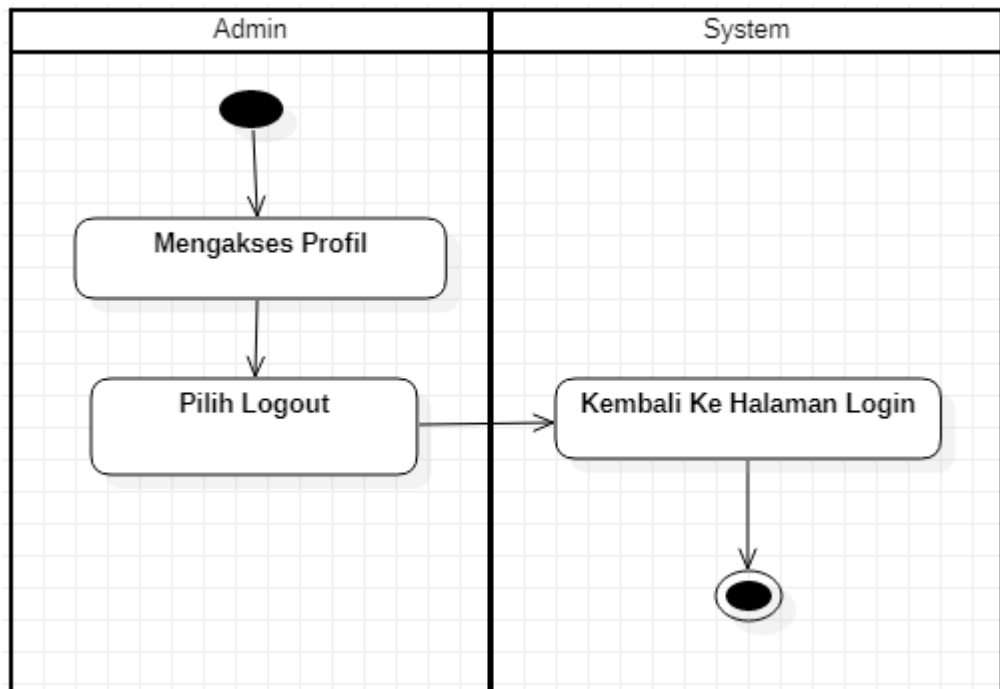 Admin
System
Mengakses Profil
Pilih Logout
Kembali Ke Halaman Login